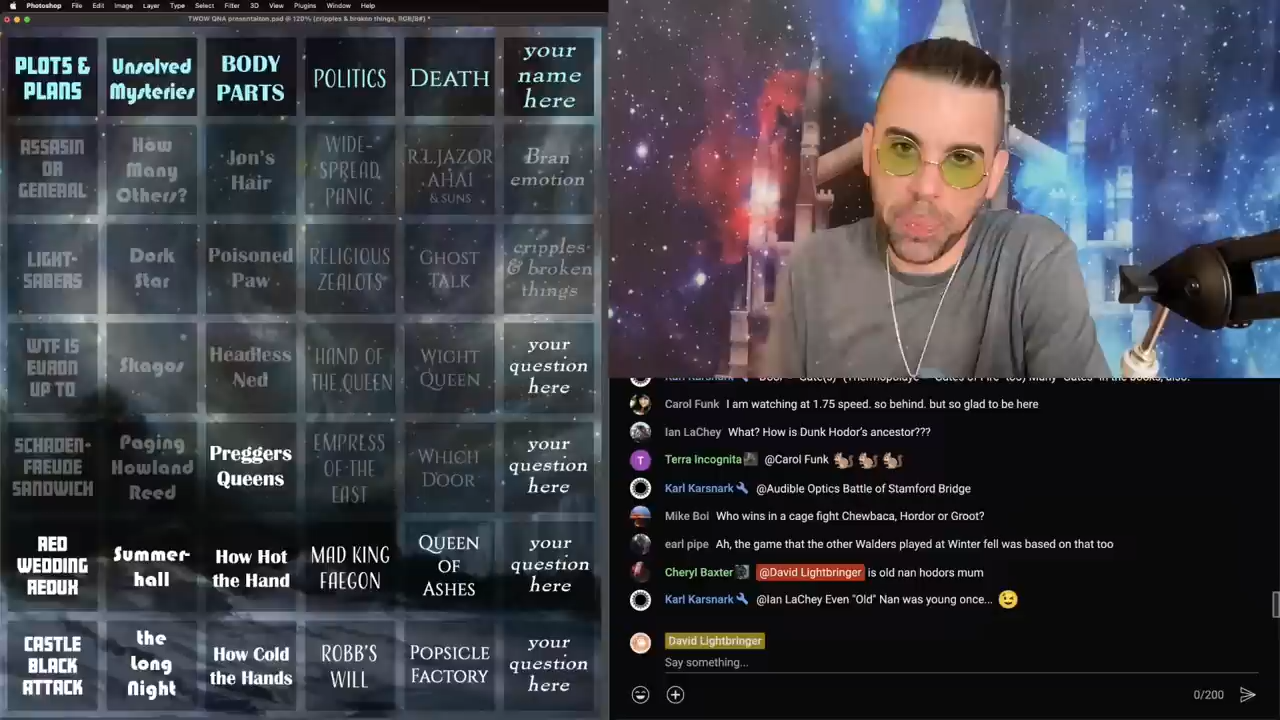 Photoshop File Edit Image Layer Type Select Filter 3D View Plugins Window Help
TWOW QNA presentaiton.psd @ 120% (cripples & broken things, RGB/8#) *
PLOTS &
PLANS
Unsolved
Mysteries
BODY
PARTS
POLITICS
DEATH
your
name
here
ASSASIN
OR
GENERAL
How
Many
Others?
Jon's
Hair
WIDE-
SPREAD
PANIC
R.L.JAZOR
AHAI
& SUNS
Bran
emotion
LIGHT-
SABERS
Dark
Star
Poisoned
Paw
RELIGIOUS
ZEALOTS
GHOST
TALK
cripples
& broken
things
WTF IS
EURON
UP TO
Skagos
Headless
Ned
HAND OF
THE QUEEN
WIGHT
QUEEN
your
question
here
SCHADEN-
FREUDE
SANDWICH
Paging
Howland
Reed
Preggers
Queens
EMPRESS
OF THE
EAST
WHICH
DOOR
your
question
here
RED
WEDDING
REDUX
Summer-
hall
How Hot
the Hand
MAD KING
FAEGON
QUEEN
OF
ASHES
your
question
here
CASTLE
BLACK
ATTACK
the
Long
Night
How Cold
the Hands
ROBB'S
WILL
POPSICLE
FACTORY
your
question
here
Carol Funk I am watching at 1.75 speed. so behind. but so glad to be here
Ian LaChey What? How is Dunk Hodor's ancestor???
Terra Incognita @Carol Funk 🐿️ 🐿️ 🐿️
Karl Karsnark @Audible Optics Battle of Stamford Bridge
Mike Boi Who wins in a cage fight Chewbaca, Hordor or Groot?
earl pipe Ah, the game that the other Walders played at Winter fell was based on that too
Cheryl Baxter @David Lightbringer is old nan hodors mum
Karl Karsnark @Ian LaChey Even "Old" Nan was young once... 😉
David Lightbringer
Say something...
0/200